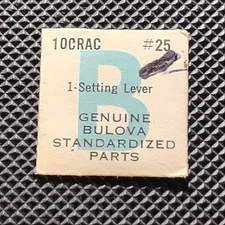 10CRAC #25
B
1-Setting Lever
GENUINE
BULOVA
STANDARDIZED
PARTS